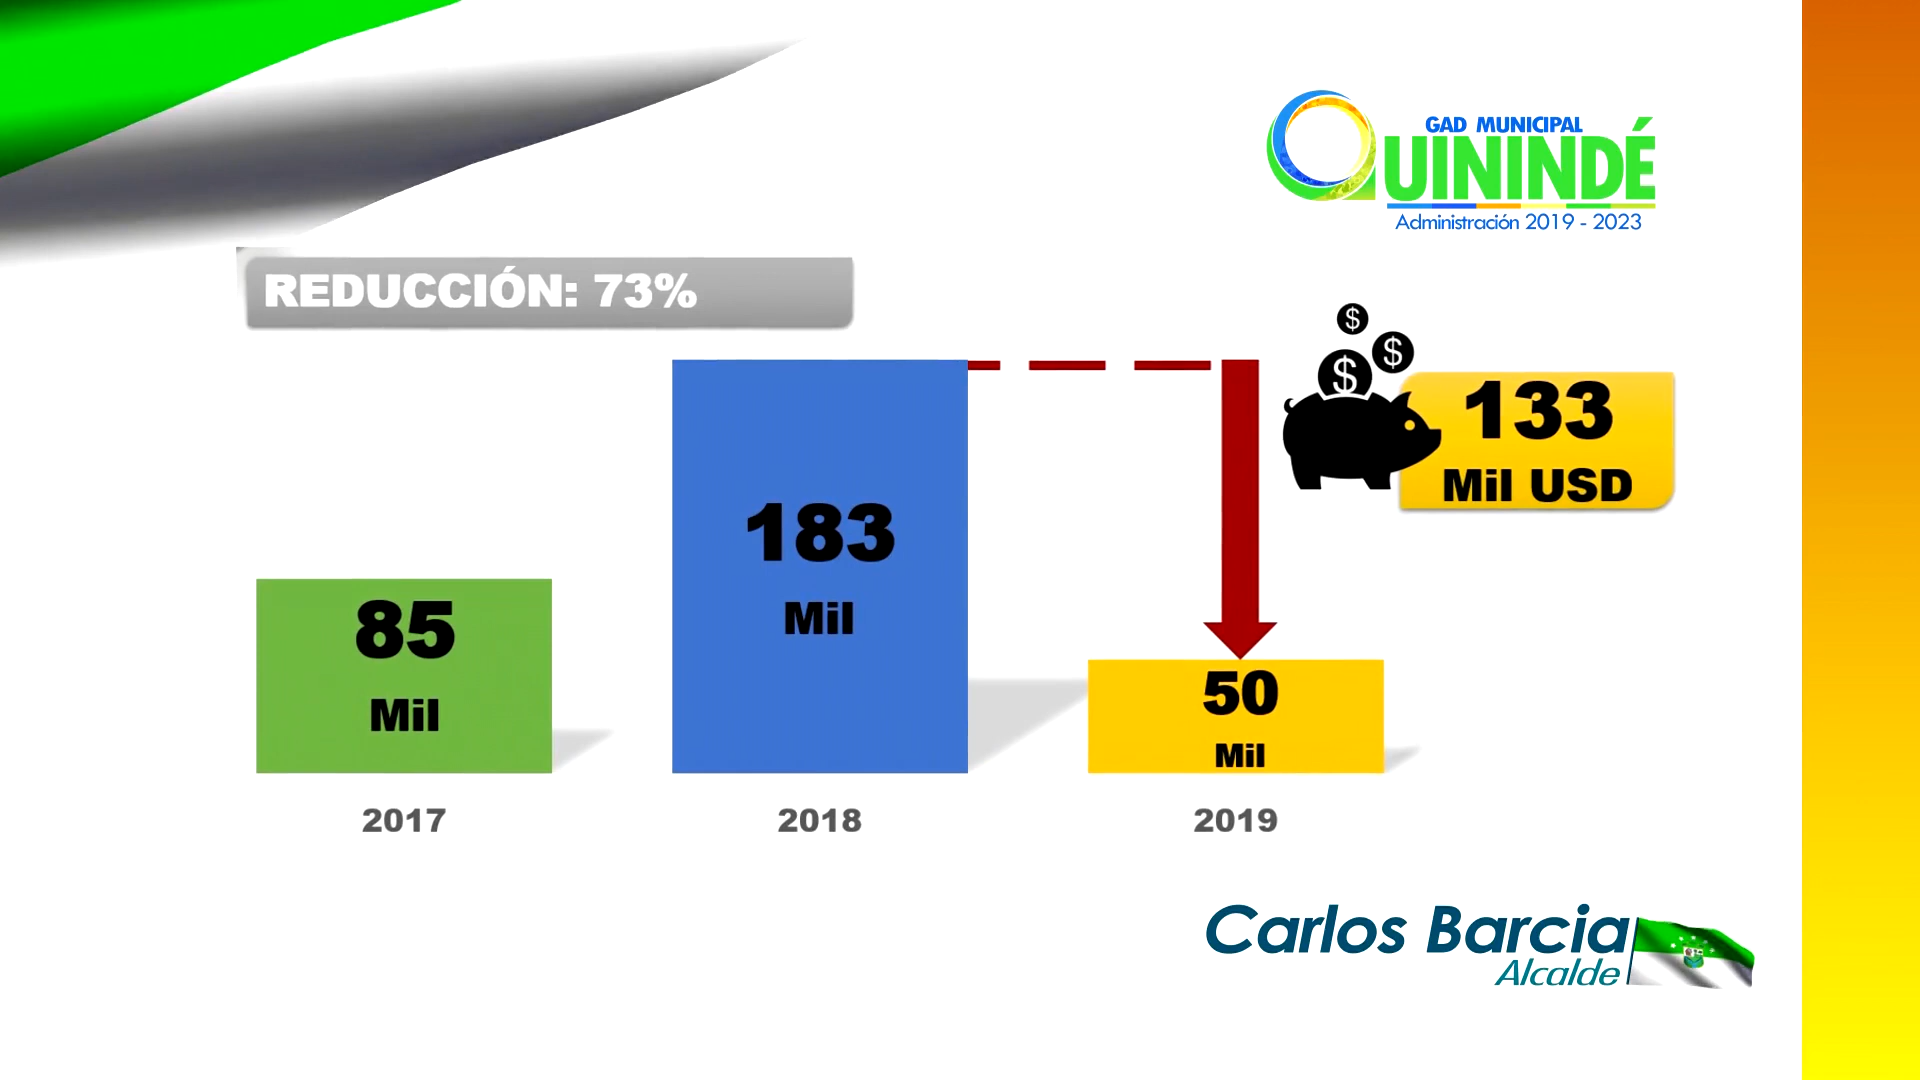 GAD MUNICIPAL
QUININDÉ
Administración 2019 - 2023
REDUCCIÓN: 73%
$
$
$
133
Mil USD
183
Mil
85
Mil
50
Mil
2017
2018
2019
Carlos Barcia
Alcalde